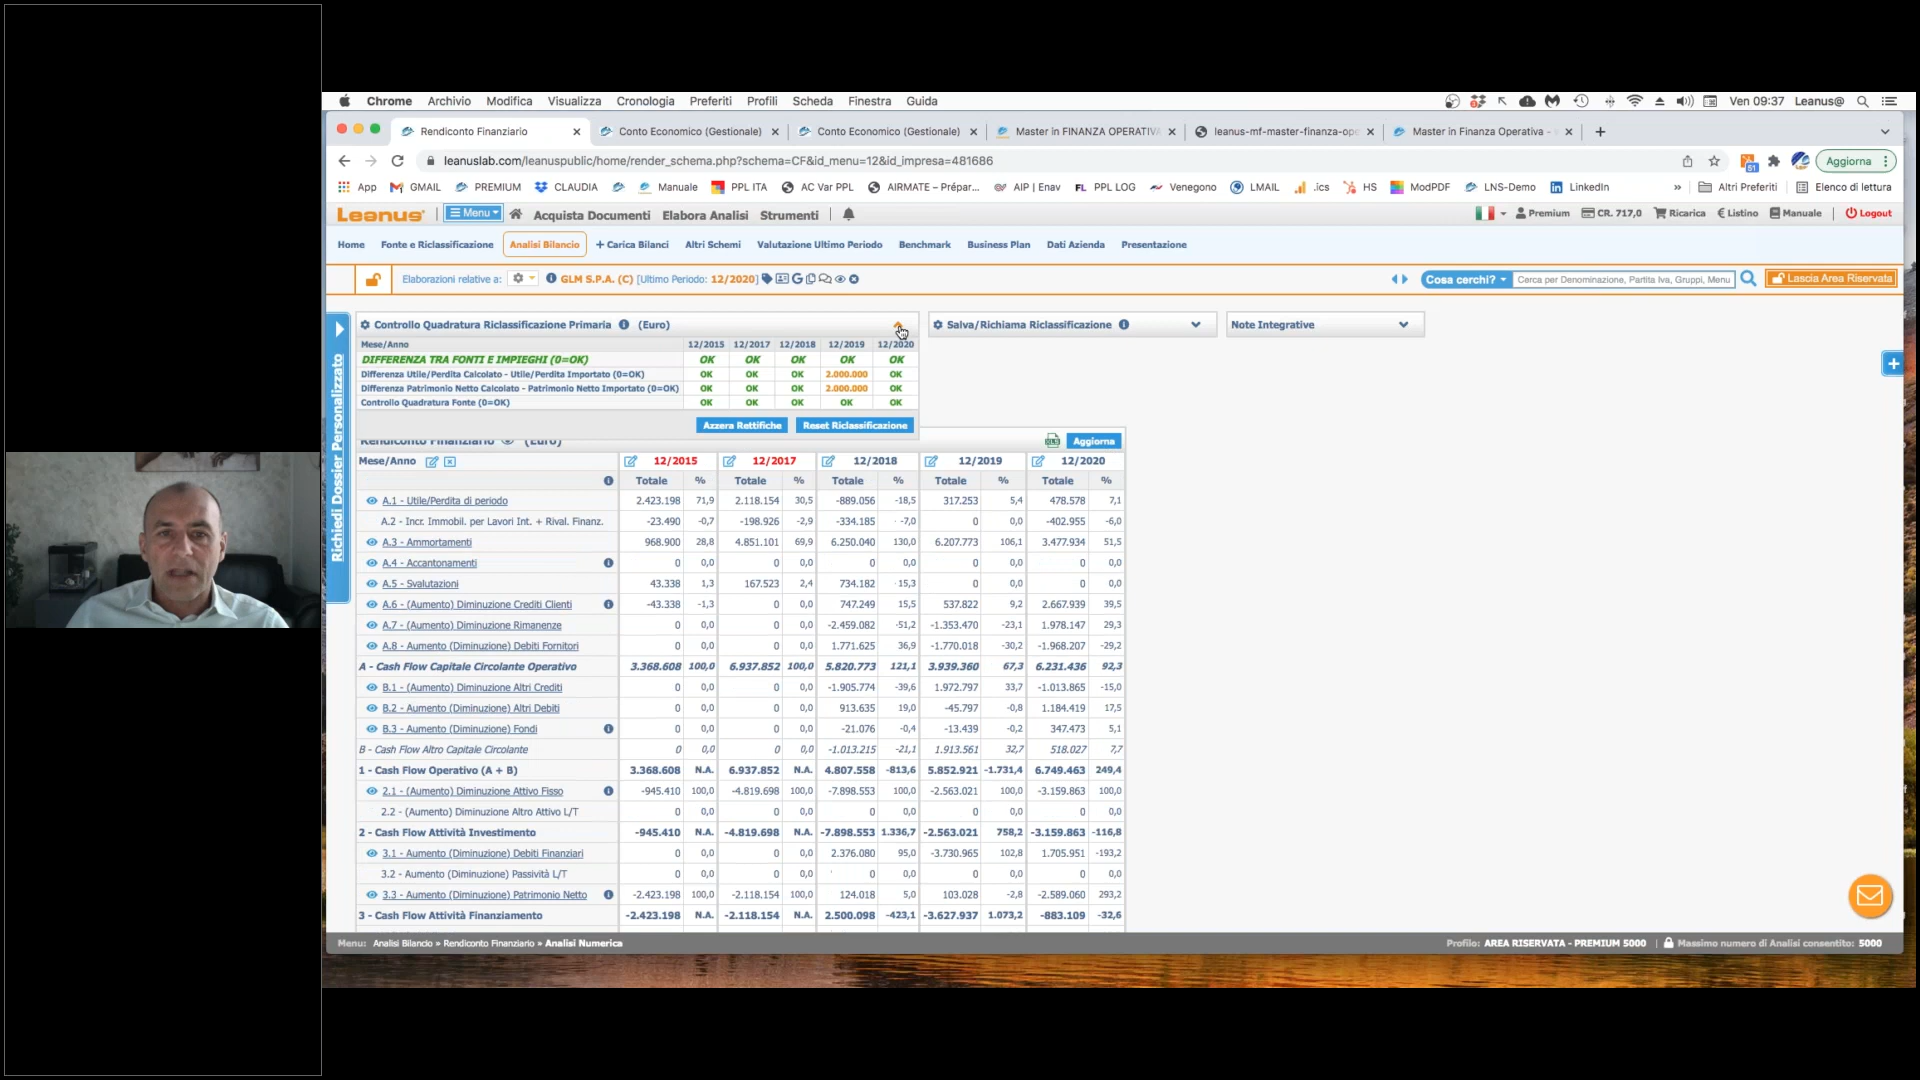 Chrome Archivio Modifica Visualizza Cronologia Preferiti Profili Scheda Finestra Guida Ven 09:37 Leanus@
Rendiconto Finanziario Conto Economico (Gestionale) Conto Economico (Gestionale) Master in FINANZA OPERATIV leanus-mf-master-finanza-ope Master in Finanza Operativa -
leanuslab.com/leanuspublic/home/render_schema.php?schema=CF&id_menu=12&id_impresa=481686 51 Aggiorna
App GMAIL PREMIUM CLAUDIA Manuale PPL ITA AC Var PPL AIRMATE – Prépar... AIP | Enav FL PPL LOG Venegono LMAIL .ics HS ModPDF LNS-Demo LinkedIn » Altri Preferiti Elenco di lettura
Leanus Menu Acquista Documenti Elabora Analisi Strumenti Premium CR. 717,0 Ricarica € Listino Manuale Logout
Home Fonte e Riclassificazione Analisi Bilancio + Carica Bilanci Altri Schemi Valutazione Ultimo Periodo Benchmark Business Plan Dati Azienda Presentazione
Elaborazioni relative a: GLM S.P.A. (C) [Ultimo Periodo: 12/2020] Cosa cerchi? Cerca per Denominazione, Partita Iva, Gruppi, Menu Lascia Area Riservata
Richiedi Dossier Personalizzato
Controllo Quadratura Riclassificazione Primaria (Euro) Salva/Richiama Riclassificazione Note Integrative
Mese/Anno 12/2015 12/2017 12/2018 12/2019 12/2020
DIFFERENZA TRA FONTI E IMPIEGHI (0=OK) OK OK OK OK OK
Differenza Utile/Perdita Calcolato - Utile/Perdita Importato (0=OK) OK OK OK 2.000.000 OK
Differenza Patrimonio Netto Calcolato - Patrimonio Netto Importato (0=OK) OK OK OK 2.000.000 OK
Controllo Quadratura Fonte (0=OK) OK OK OK OK OK
Azzera Rettifiche Reset Riclassificazione
Rendiconto Finanziario (Euro) XLS Aggiorna
Mese/Anno 12/2015 12/2017 12/2018 12/2019 12/2020
Totale % Totale % Totale % Totale % Totale %
A.1 - Utile/Perdita di periodo 2.423.198 71,9 2.118.154 30,5 -889.056 -18,5 317.253 5,4 478.578 7,1
A.2 - Incr. Immobil. per Lavori Int. + Rival. Finanz. -23.490 -0,7 -198.926 -2,9 -334.185 -7,0 0 0,0 -402.955 -6,0
A.3 - Ammortamenti 968.900 28,8 4.851.101 69,9 6.250.040 130,0 6.207.773 106,1 3.477.934 51,5
A.4 - Accantonamenti 0 0,0 0 0,0 0 0,0 0 0,0 0 0,0
A.5 - Svalutazioni 43.338 1,3 167.523 2,4 734.182 15,3 0 0,0 0 0,0
A.6 - (Aumento) Diminuzione Crediti Clienti -43.338 -1,3 0 0,0 747.249 15,5 537.822 9,2 2.667.939 39,5
A.7 - (Aumento) Diminuzione Rimanenze 0 0,0 0 0,0 -2.459.082 -51,2 -1.353.470 -23,1 1.978.147 29,3
A.8 - Aumento (Diminuzione) Debiti Fornitori 0 0,0 0 0,0 1.771.625 36,9 -1.770.018 -30,2 -1.968.207 -29,2
A - Cash Flow Capitale Circolante Operativo 3.368.608 100,0 6.937.852 100,0 5.820.773 121,1 3.939.360 67,3 6.231.436 92,3
B.1 - (Aumento) Diminuzione Altri Crediti 0 0,0 0 0,0 -1.905.774 -39,6 1.972.797 33,7 -1.013.865 -15,0
B.2 - (Aumento) Diminuzione Altri Debiti 0 0,0 0 0,0 913.635 19,0 -45.797 -0,8 1.184.419 17,5
B.3 - Aumento (Diminuzione) Fondi 0 0,0 0 0,0 -21.076 -0,4 -13.439 -0,2 347.473 5,1
B - Cash Flow Altro Capitale Circolante 0 0,0 0 0,0 -1.013.215 -21,1 1.913.561 32,7 518.027 7,7
1 - Cash Flow Operativo (A + B) 3.368.608 N.A. 6.937.852 N.A. 4.807.558 -813,6 5.852.921 -1.731,4 6.749.463 249,4
2.1 - (Aumento) Diminuzione Attivo Fisso -945.410 100,0 -4.819.698 100,0 -7.898.553 100,0 -2.563.021 100,0 -3.159.863 100,0
2.2 - (Aumento) Diminuzione Altro Attivo L/T 0 0,0 0 0,0 0 0,0 0 0,0 0 0,0
2 - Cash Flow Attività Investimento -945.410 N.A. -4.819.698 N.A. -7.898.553 1.336,7 -2.563.021 758,2 -3.159.863 -116,8
3.1 - Aumento (Diminuzione) Debiti Finanziari 0 0,0 0 0,0 2.376.080 95,0 -3.730.965 102,8 1.705.951 -193,2
3.2 - Aumento (Diminuzione) Passività L/T 0 0,0 0 0,0 0 0,0 0 0,0 0 0,0
3.3 - Aumento (Diminuzione) Patrimonio Netto -2.423.198 100,0 -2.118.154 100,0 124.018 5,0 103.028 -2,8 -2.589.060 293,2
3 - Cash Flow Attività Finanziamento -2.423.198 N.A. -2.118.154 N.A. 2.500.098 -423,1 -3.627.937 1.073,2 -883.109 -32,6
Menu: Analisi Bilancio » Rendiconto Finanziario » Analisi Numerica Profilo: AREA RISERVATA - PREMIUM 5000 | Massimo numero di Analisi consentito: 5000